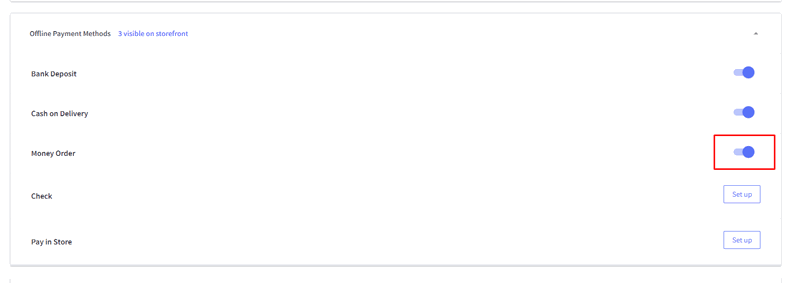 Offline Payment Methods 3 visible on storefront
Bank Deposit
Cash on Delivery
Money Order
Check Set up
Pay in Store Set up